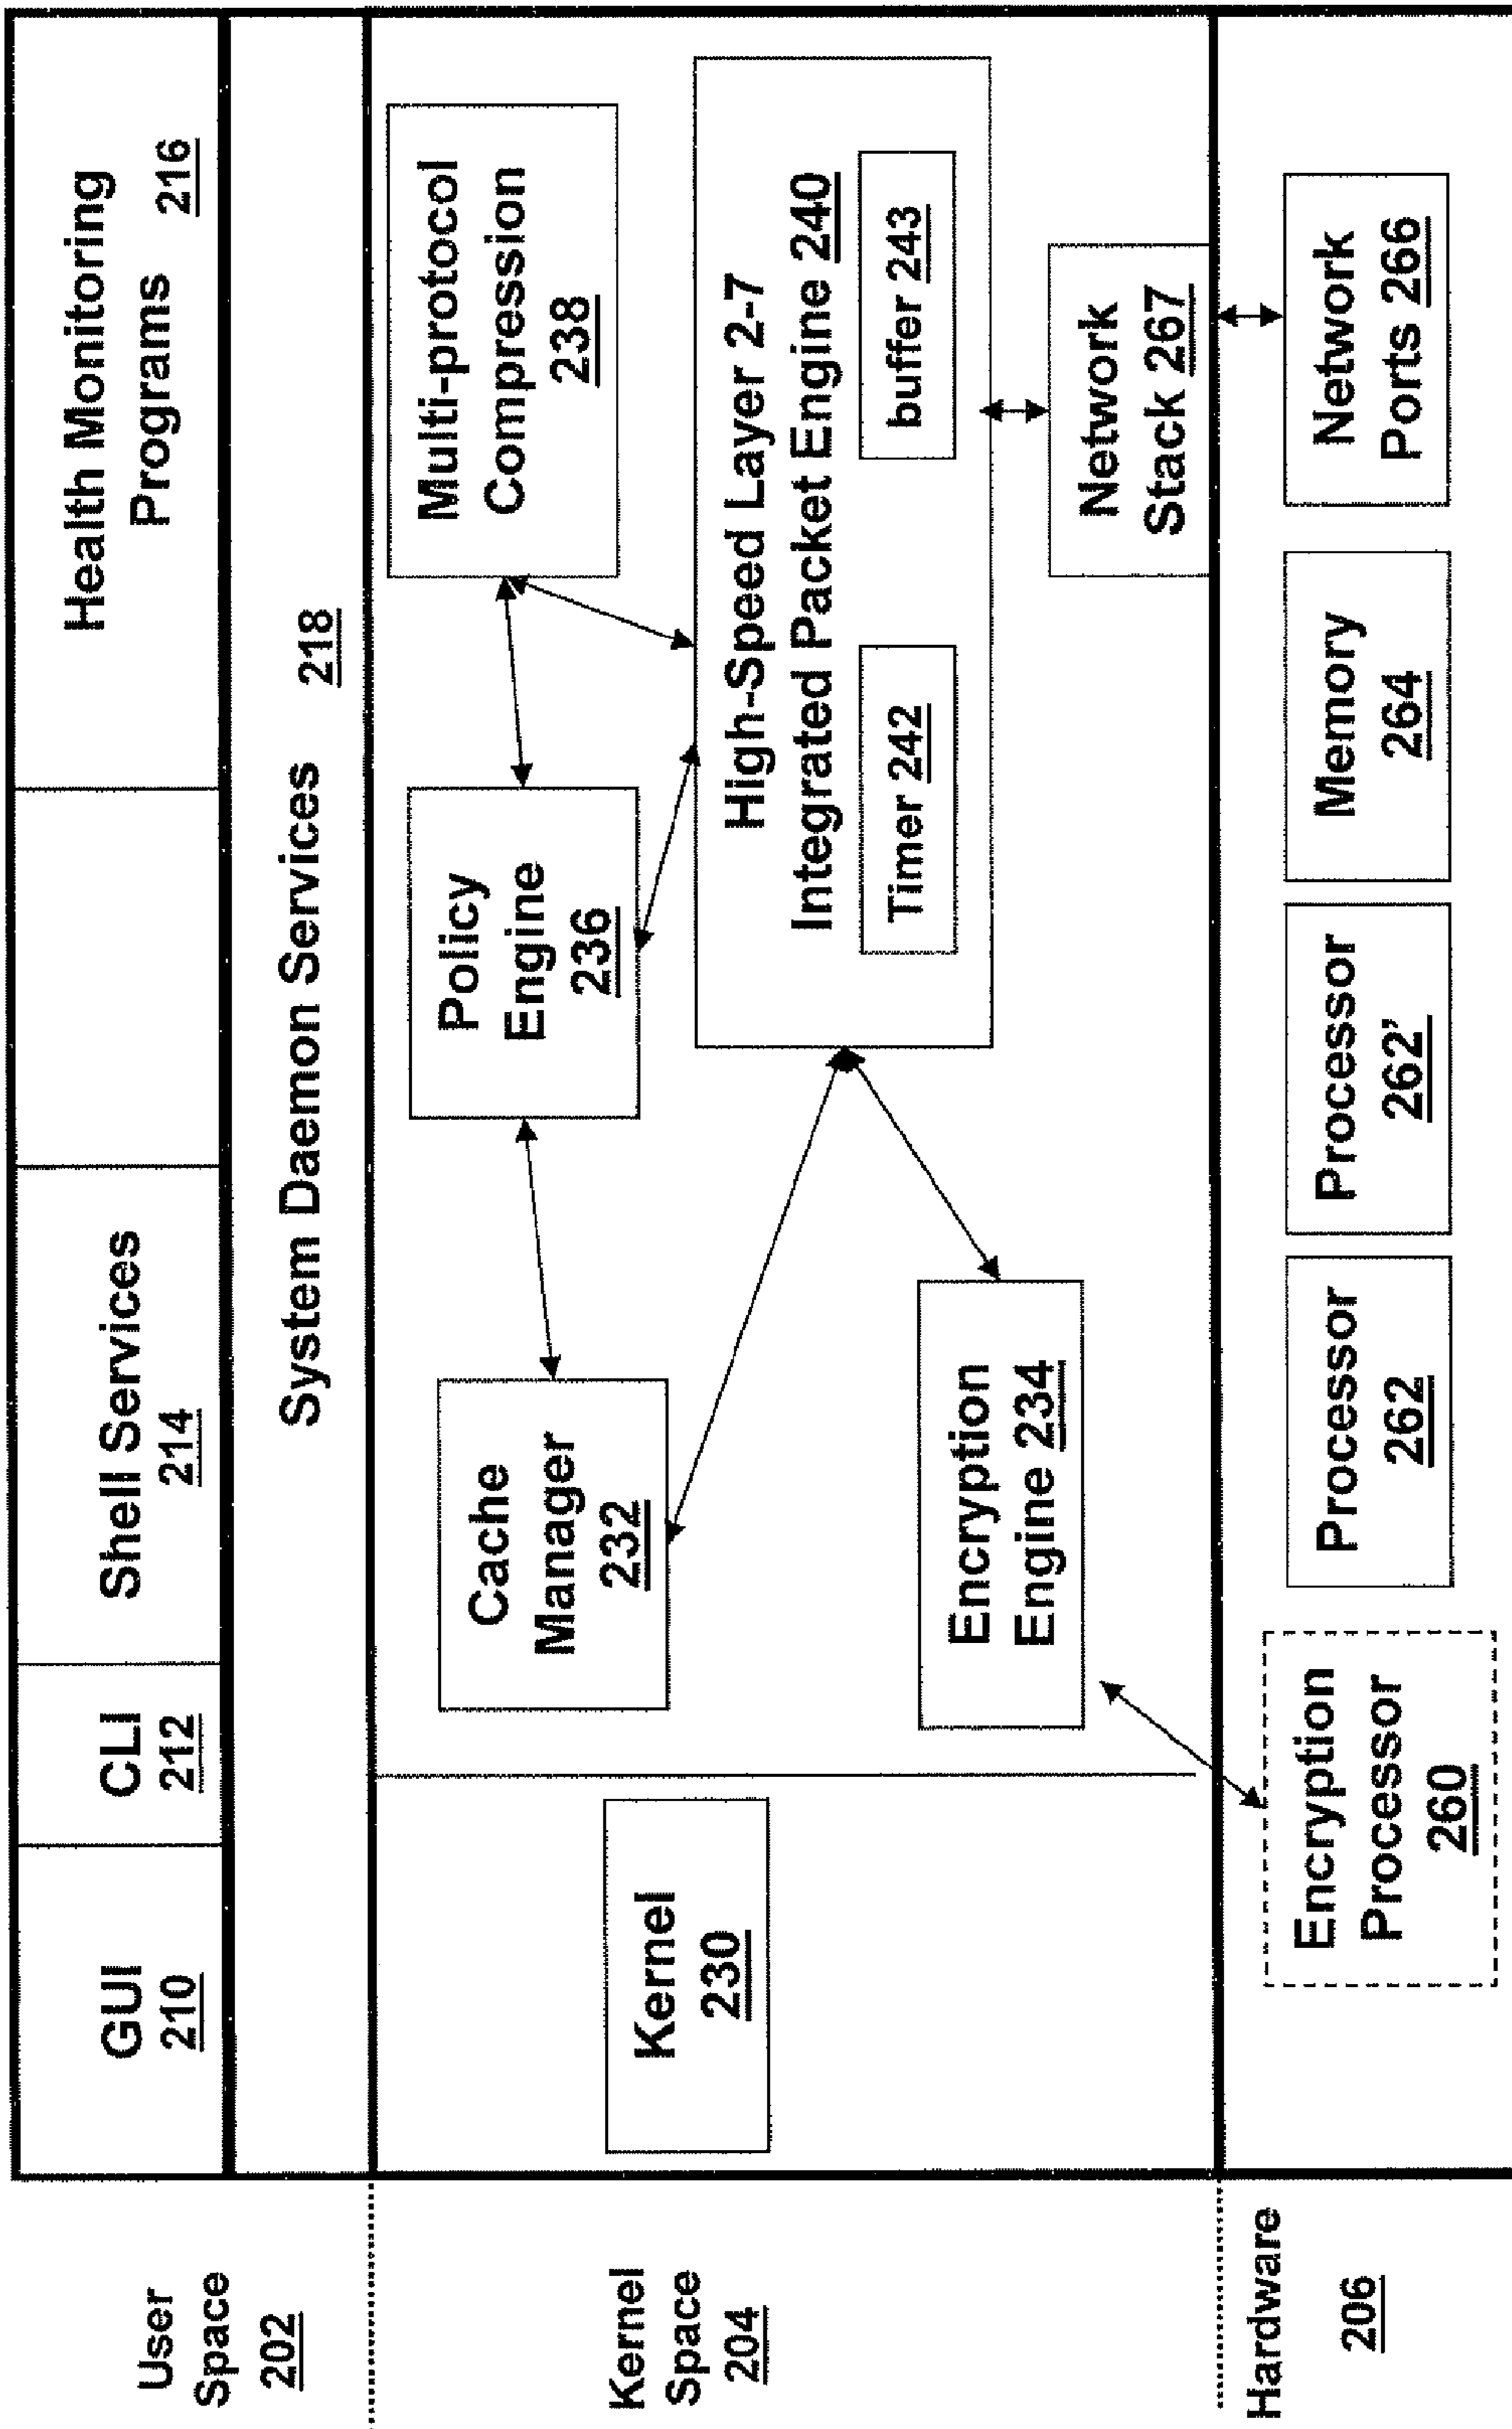 User
Space
202
GUI
210
CLI
212
Shell Services
214
Health Monitoring
Programs 216
System Daemon Services 218
Kernel
Space
204
Kernel
230
Cache
Manager
232
Policy
Engine
236
Multi-protocol
Compression
238
High-Speed Layer 2-7
Integrated Packet Engine 240
Timer 242
buffer 243
Encryption
Engine 234
Network
Stack 267
Hardware
206
Encryption
Processor
260
Processor
262
Processor
262'
Memory
264
Network
Ports 266